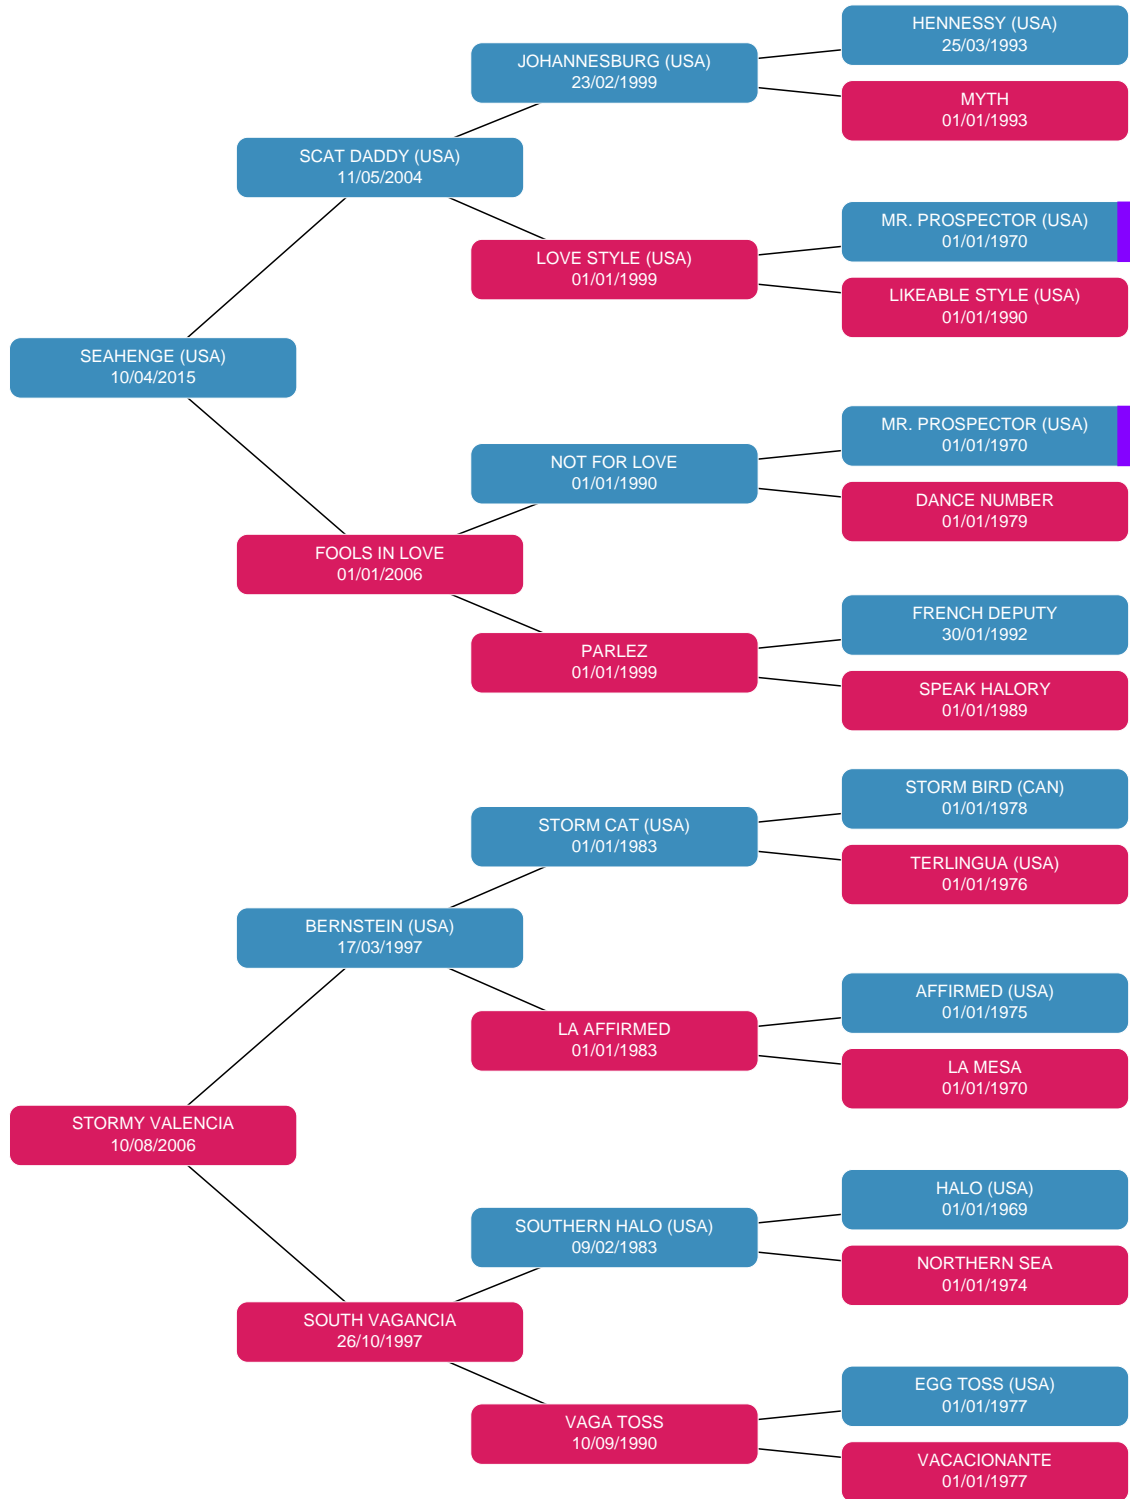 HENNESSY (USA)
25/03/1993
JOHANNESBURG (USA)
23/02/1999
MYTH
01/01/1993
SCAT DADDY (USA)
11/05/2004
MR. PROSPECTOR (USA)
01/01/1970
LOVE STYLE (USA)
01/01/1999
LIKEABLE STYLE (USA)
01/01/1990
SEAHENGE (USA)
10/04/2015
MR. PROSPECTOR (USA)
01/01/1970
NOT FOR LOVE
01/01/1990
DANCE NUMBER
01/01/1979
FOOLS IN LOVE
01/01/2006
FRENCH DEPUTY
30/01/1992
PARLEZ
01/01/1999
SPEAK HALORY
01/01/1989
STORM BIRD (CAN)
01/01/1978
STORM CAT (USA)
01/01/1983
TERLINGUA (USA)
01/01/1976
BERNSTEIN (USA)
17/03/1997
AFFIRMED (USA)
01/01/1975
LA AFFIRMED
01/01/1983
LA MESA
01/01/1970
STORMY VALENCIA
10/08/2006
HALO (USA)
01/01/1969
SOUTHERN HALO (USA)
09/02/1983
NORTHERN SEA
01/01/1974
SOUTH VAGANCIA
26/10/1997
EGG TOSS (USA)
01/01/1977
VAGA TOSS
10/09/1990
VACACIONANTE
01/01/1977